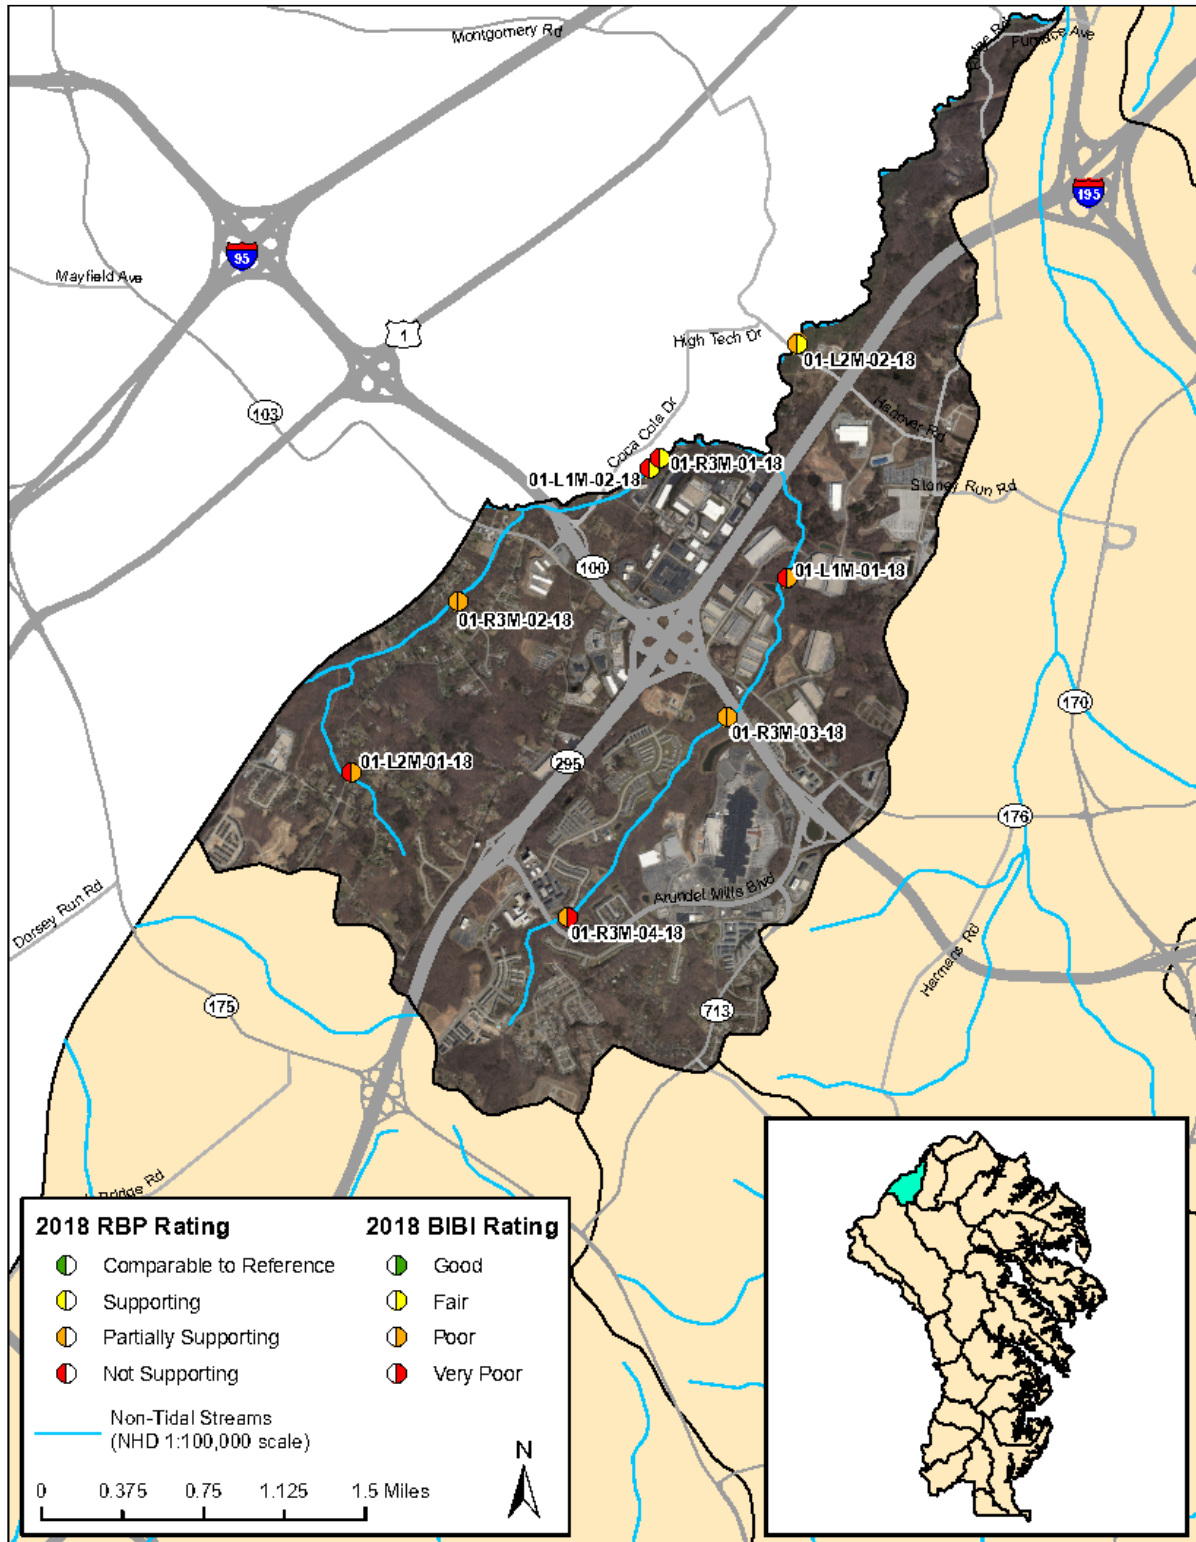 Montgomery Rd
Ridge Rd
Furnace Ave
195
95
Mayfield Ave
1
High Tech Dr
01-L2M-02-18
103
Coca Cola Dr
Hanover Rd
01-R3M-01-18
01-L1M-02-18
Stoney Run Rd
100
01-L1M-01-18
01-R3M-02-18
170
01-R3M-03-18
01-L2M-01-18
295
176
Arundel Mills Blvd
Dorsey Run Rd
01-R3M-04-18
Harmans Rd
175
713
Bridge Rd
2018 RBP Rating
Comparable to Reference
Supporting
Partially Supporting
Not Supporting
2018 BIBI Rating
Good
Fair
Poor
Very Poor
Non-Tidal Streams
(NHD 1:100,000 scale)
N
0 0.375 0.75 1.125 1.5 Miles